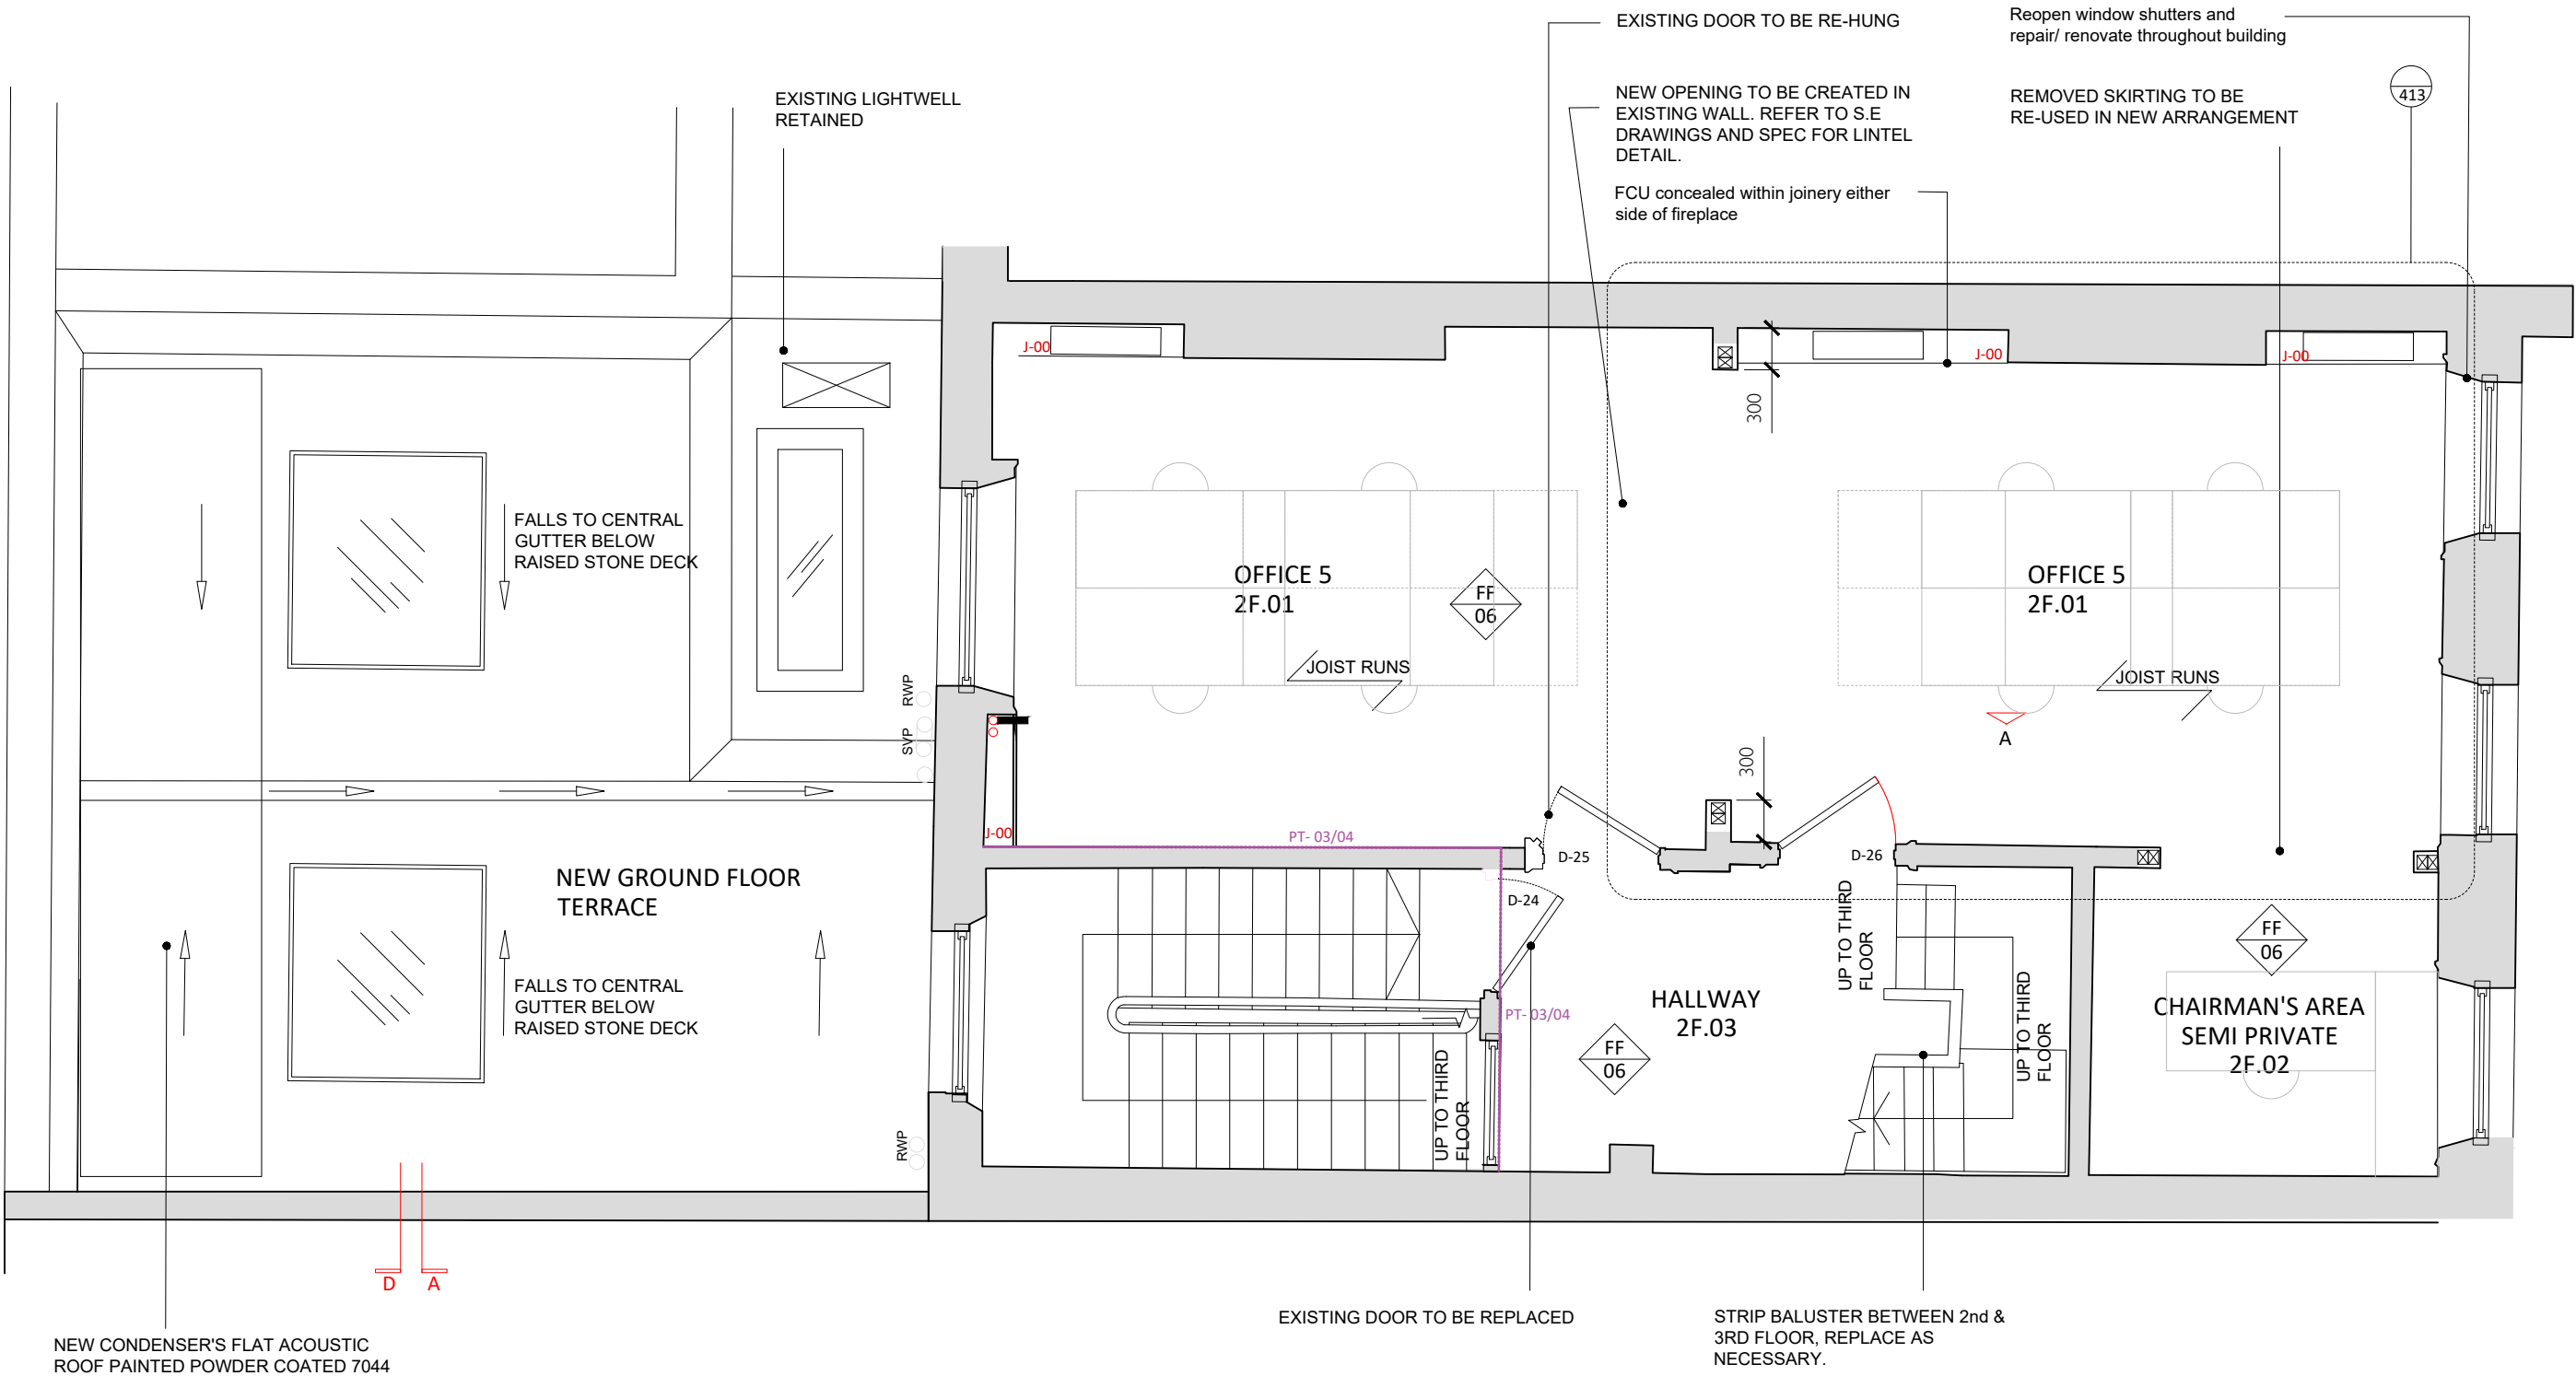 EXISTING DOOR TO BE RE-HUNG
Reopen window shutters and
repair/ renovate throughout building
EXISTING LIGHTWELL
RETAINED
NEW OPENING TO BE CREATED IN
EXISTING WALL. REFER TO S.E
DRAWINGS AND SPEC FOR LINTEL
DETAIL.
REMOVED SKIRTING TO BE
RE-USED IN NEW ARRANGEMENT
413
FCU concealed within joinery either
side of fireplace
J-00
J-00
J-00
300
FALLS TO CENTRAL
GUTTER BELOW
RAISED STONE DECK
OFFICE 5
2F.01
FF
06
OFFICE 5
2F.01
JOIST RUNS
JOIST RUNS
RWP
SVP
A
300
J-00
PT- 03/04
D-25
D-26
NEW GROUND FLOOR
TERRACE
D-24
UP TO THIRD
FLOOR
FF
06
FALLS TO CENTRAL
GUTTER BELOW
RAISED STONE DECK
PT- 03/04
HALLWAY
2F.03
UP TO THIRD
FLOOR
CHAIRMAN'S AREA
SEMI PRIVATE
2F.02
FF
06
UP TO THIRD
FLOOR
RWP
D
A
EXISTING DOOR TO BE REPLACED
STRIP BALUSTER BETWEEN 2nd &
3RD FLOOR, REPLACE AS
NECESSARY.
NEW CONDENSER'S FLAT ACOUSTIC
ROOF PAINTED POWDER COATED 7044